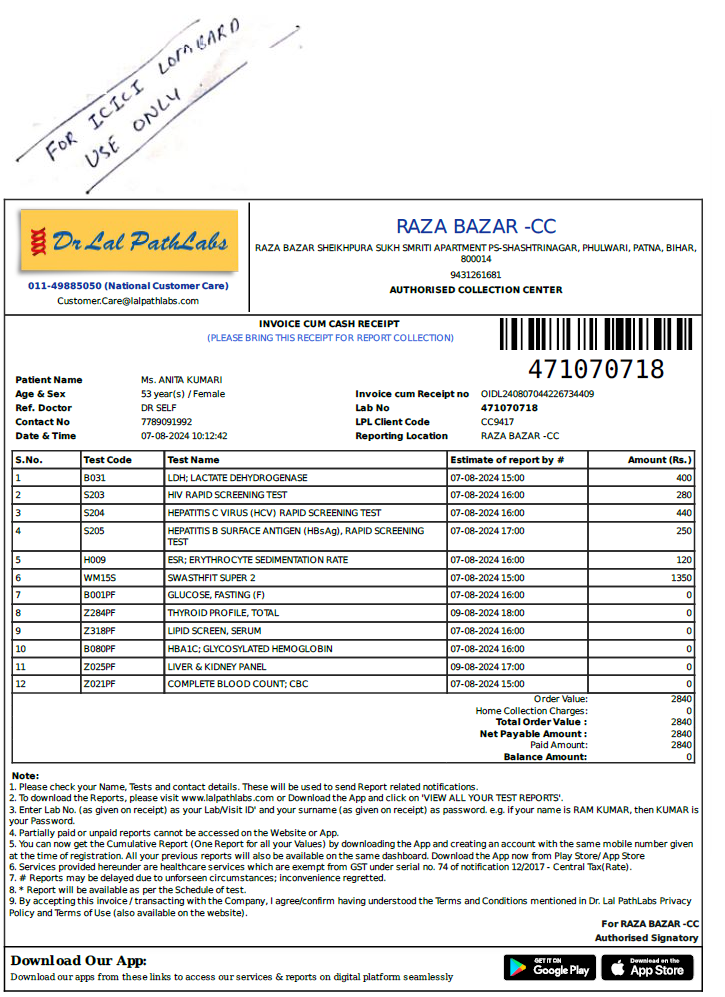 FOR ICICI LOMBARD
USE ONLY
Dr Lal PathLabs
011-49885050 (National Customer Care)
Customer.Care@lalpathlabs.com
RAZA BAZAR -CC
RAZA BAZAR SHEIKHPURA SUKH SMRITI APARTMENT PS-SHASHTRINAGAR, PHULWARI, PATNA, BIHAR,
800014
9431261681
AUTHORISED COLLECTION CENTER
INVOICE CUM CASH RECEIPT
(PLEASE BRING THIS RECEIPT FOR REPORT COLLECTION)
471070718
Patient Name Ms. ANITA KUMARI
Age & Sex 53 year(s) / Female Invoice cum Receipt no OIDL240807044226734409
Ref. Doctor DR SELF Lab No 471070718
Contact No 7789091992 LPL Client Code CC9417
Date & Time 07-08-2024 10:12:42 Reporting Location RAZA BAZAR -CC
S.No. Test Code Test Name Estimate of report by # Amount (Rs.)
1 B031 LDH; LACTATE DEHYDROGENASE 07-08-2024 15:00 400
2 S203 HIV RAPID SCREENING TEST 07-08-2024 16:00 280
3 S204 HEPATITIS C VIRUS (HCV) RAPID SCREENING TEST 07-08-2024 16:00 440
4 S205 HEPATITIS B SURFACE ANTIGEN (HBsAg), RAPID SCREENING 07-08-2024 17:00 250
TEST
5 H009 ESR; ERYTHROCYTE SEDIMENTATION RATE 07-08-2024 16:00 120
6 WM15S SWASTHFIT SUPER 2 07-08-2024 15:00 1350
7 B001PF GLUCOSE, FASTING (F) 07-08-2024 16:00 0
8 Z284PF THYROID PROFILE, TOTAL 09-08-2024 18:00 0
9 Z318PF LIPID SCREEN, SERUM 07-08-2024 16:00 0
10 B080PF HBA1C; GLYCOSYLATED HEMOGLOBIN 07-08-2024 16:00 0
11 Z025PF LIVER & KIDNEY PANEL 09-08-2024 17:00 0
12 Z021PF COMPLETE BLOOD COUNT; CBC 07-08-2024 15:00 0
Order Value: 2840
Home Collection Charges: 0
Total Order Value : 2840
Net Payable Amount : 2840
Paid Amount: 2840
Balance Amount: 0
Note:
1. Please check your Name, Tests and contact details. These will be used to send Report related notifications.
2. To download the Reports, please visit www.lalpathlabs.com or Download the App and click on 'VIEW ALL YOUR TEST REPORTS'.
3. Enter Lab No. (as given on receipt) as your Lab/Visit ID' and your surname (as given on receipt) as password. e.g. if your name is RAM KUMAR, then KUMAR is
your Password.
4. Partially paid or unpaid reports cannot be accessed on the Website or App.
5. You can now get the Cumulative Report (One Report for all your Values) by downloading the App and creating an account with the same mobile number given
at the time of registration. All your previous reports will also be available on the same dashboard. Download the App now from Play Store/ App Store
6. Services provided hereunder are healthcare services which are exempt from GST under serial no. 74 of notification 12/2017 - Central Tax(Rate).
7. # Reports may be delayed due to unforseen circumstances; inconvenience regretted.
8. * Report will be available as per the Schedule of test.
9. By accepting this invoice / transacting with the Company, I agree/confirm having understood the Terms and Conditions mentioned in Dr. Lal PathLabs Privacy
Policy and Terms of Use (also available on the website).
For RAZA BAZAR -CC
Authorised Signatory
Download Our App:
Download our apps from these links to access our services & reports on digital platform seamlessly
GET IT ON
Google Play
Download on the
App Store